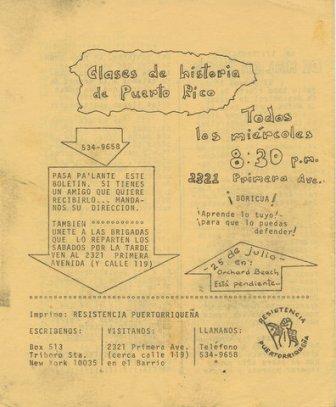 Clases de historia
de Puerto Rico
Todos
los miércoles
8:30 p.m.
2321 Primera Ave.
534-9658
PASA PA'LANTE ESTE
BOLETIN. SI TIENES
UN AMIGO QUE QUIERE
RECIBIRLO... MANDA-
NOS SU DIRECCION.
TAMBIEN
UNETE A LAS BRIGADAS
QUE LO REPARTEN LOS
SABADOS POR LA TARDE
VEN AL 2321 PRIMERA
AVENIDA (Y CALLE 119)
¡BORICUA!
¡Aprende lo tuyo!-
¡para que lo puedas
defender!
-25 de julio-
en:
Orchard Beach
Está pendiente...
Imprime: RESISTENCIA PUERTORRIQUEÑA
ESCRIBENOS:
Box 513
Triboro Sta.
New York 10035
VISITANOS:
2321 Primera Ave.
(cerca calle 119)
en el Barrio
LLAMANOS:
Teléfono
534-9658
RESISTENCIA
PUERTORRIQUEÑA